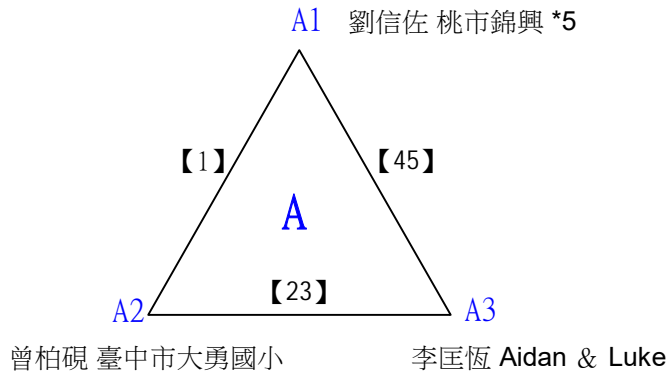 A1 劉信佐 桃市錦興 *5
【1】 【45】
A
【23】
A2 A3
曾柏硯 臺中市大勇國小 李匡恆 Aidan & Luke